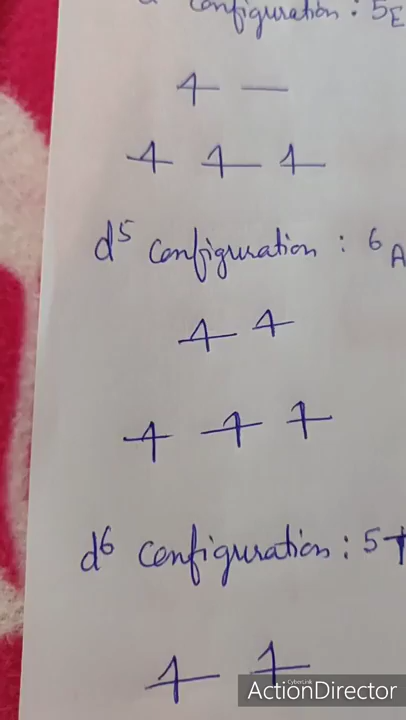 configuration : 5E
d5 configuration : 6A
d6 configuration : 5T
CyberLink
ActionDirector